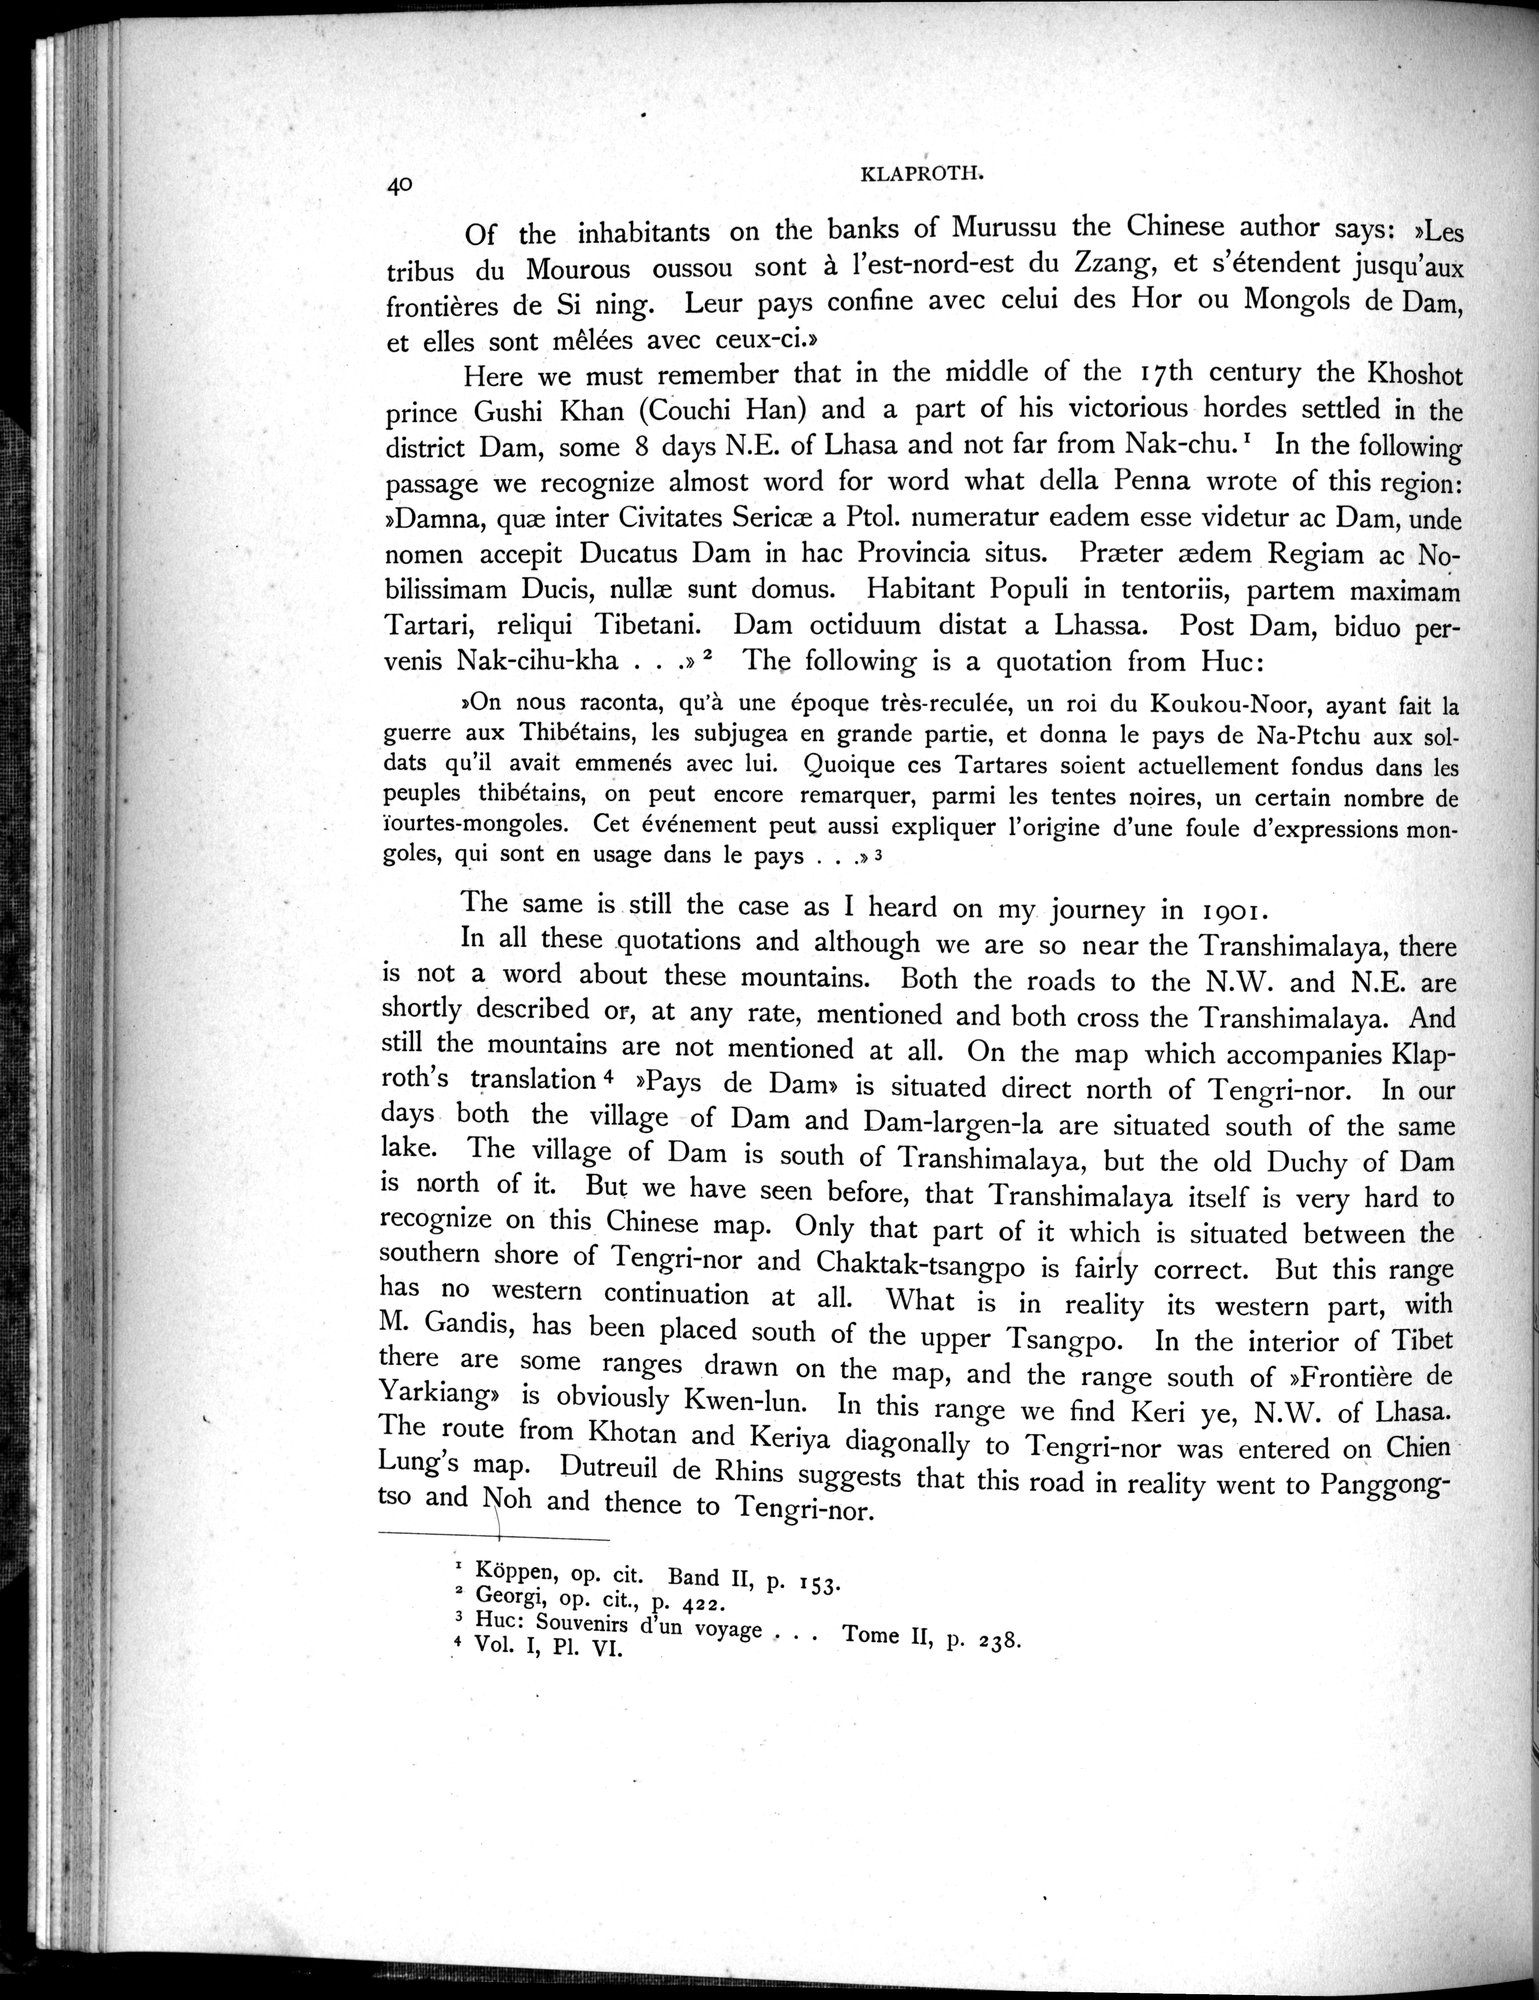 40
KLAPROTH.
Of the inhabitants on the banks of Murussu the Chinese author says: »Les
tribus du Mourous oussou sont à l'est-nord-est du Zzang, et s'étendent jusqu'aux
frontières de Si ning. Leur pays confine avec celui des Hor ou Mongols de Dam,
et elles sont mêlées avec ceux-ci.»
Here we must remember that in the middle of the 17th century the Khoshot
prince Gushi Khan (Couchi Han) and a part of his victorious hordes settled in the
district Dam, some 8 days N.E. of Lhasa and not far from Nak-chu.¹ In the following
passage we recognize almost word for word what della Penna wrote of this region:
»Damna, quæ inter Civitates Sericæ a Ptol. numeratur eadem esse videtur ac Dam, unde
nomen accepit Ducatus Dam in hac Provincia situs. Præter ædem Regiam ac No-
bilissimam Ducis, nullæ sunt domus. Habitant Populi in tentoriis, partem maximam
Tartari, reliqui Tibetani. Dam octiduum distat a Lhassa. Post Dam, biduo per-
venis Nak-cihu-kha . . .»² The following is a quotation from Huc:
»On nous raconta, qu'à une époque très-reculée, un roi du Koukou-Noor, ayant fait la
guerre aux Thibétains, les subjugea en grande partie, et donna le pays de Na-Ptchu aux sol-
dats qu'il avait emmenés avec lui. Quoique ces Tartares soient actuellement fondus dans les
peuples thibétains, on peut encore remarquer, parmi les tentes noires, un certain nombre de
ïourtes-mongoles. Cet événement peut aussi expliquer l'origine d'une foule d'expressions mon-
goles, qui sont en usage dans le pays . . .»³
The same is still the case as I heard on my journey in 1901.
In all these quotations and although we are so near the Transhimalaya, there
is not a word about these mountains. Both the roads to the N.W. and N.E. are
shortly described or, at any rate, mentioned and both cross the Transhimalaya. And
still the mountains are not mentioned at all. On the map which accompanies Klap-
roth's translation⁴ »Pays de Dam» is situated direct north of Tengri-nor. In our
days both the village of Dam and Dam-largen-la are situated south of the same
lake. The village of Dam is south of Transhimalaya, but the old Duchy of Dam
is north of it. But we have seen before, that Transhimalaya itself is very hard to
recognize on this Chinese map. Only that part of it which is situated between the
southern shore of Tengri-nor and Chaktak-tsangpo is fairly correct. But this range
has no western continuation at all. What is in reality its western part, with
M. Gandis, has been placed south of the upper Tsangpo. In the interior of Tibet
there are some ranges drawn on the map, and the range south of »Frontière de
Yarkiang» is obviously Kwen-lun. In this range we find Keri ye, N.W. of Lhasa.
The route from Khotan and Keriya diagonally to Tengri-nor was entered on Chien
Lung's map. Dutreuil de Rhins suggests that this road in reality went to Panggong-
tso and Noh and thence to Tengri-nor.
¹ Köppen, op. cit. Band II, p. 153.
² Georgi, op. cit., p. 422.
³ Huc: Souvenirs d'un voyage . . . Tome II, p. 238.
⁴ Vol. I, Pl. VI.